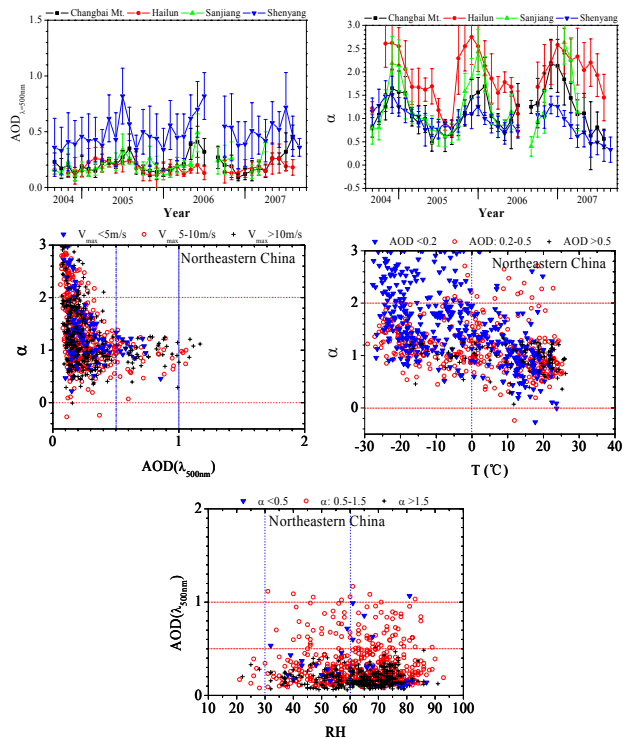 Changbai Mt. Hailun Sanjiang Shenyang
AOD λ=500nm
1.5
1.0
0.5
0.0
2004 2005 2006 2007
Year
Changbai Mt. Hailun Sanjiang Shenyang
α
3.0
2.5
2.0
1.5
1.0
0.5
0.0
-0.5
2004 2005 2006 2007
Year
Vmax <5m/s Vmax 5-10m/s Vmax >10m/s
Northeastern China
α
3
2
1
0
0 1 2
AOD(λ500nm)
AOD <0.2 AOD: 0.2-0.5 AOD >0.5
Northeastern China
α
3
2
1
0
-30 -20 -10 0 10 20 30 40
T (℃)
α <0.5 α: 0.5-1.5 α >1.5
Northeastern China
AOD(λ500nm)
2
1
0
10 20 30 40 50 60 70 80 90 100
RH